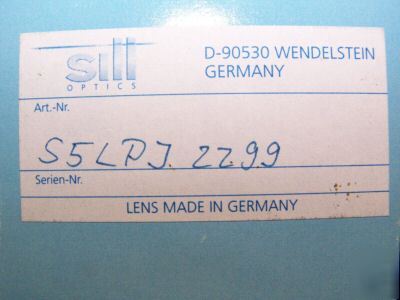 sill
OPTICS
D-90530 WENDELSTEIN
GERMANY
Art.-Nr.
S5LPJ. 2299
Serien-Nr.
LENS MADE IN GERMANY